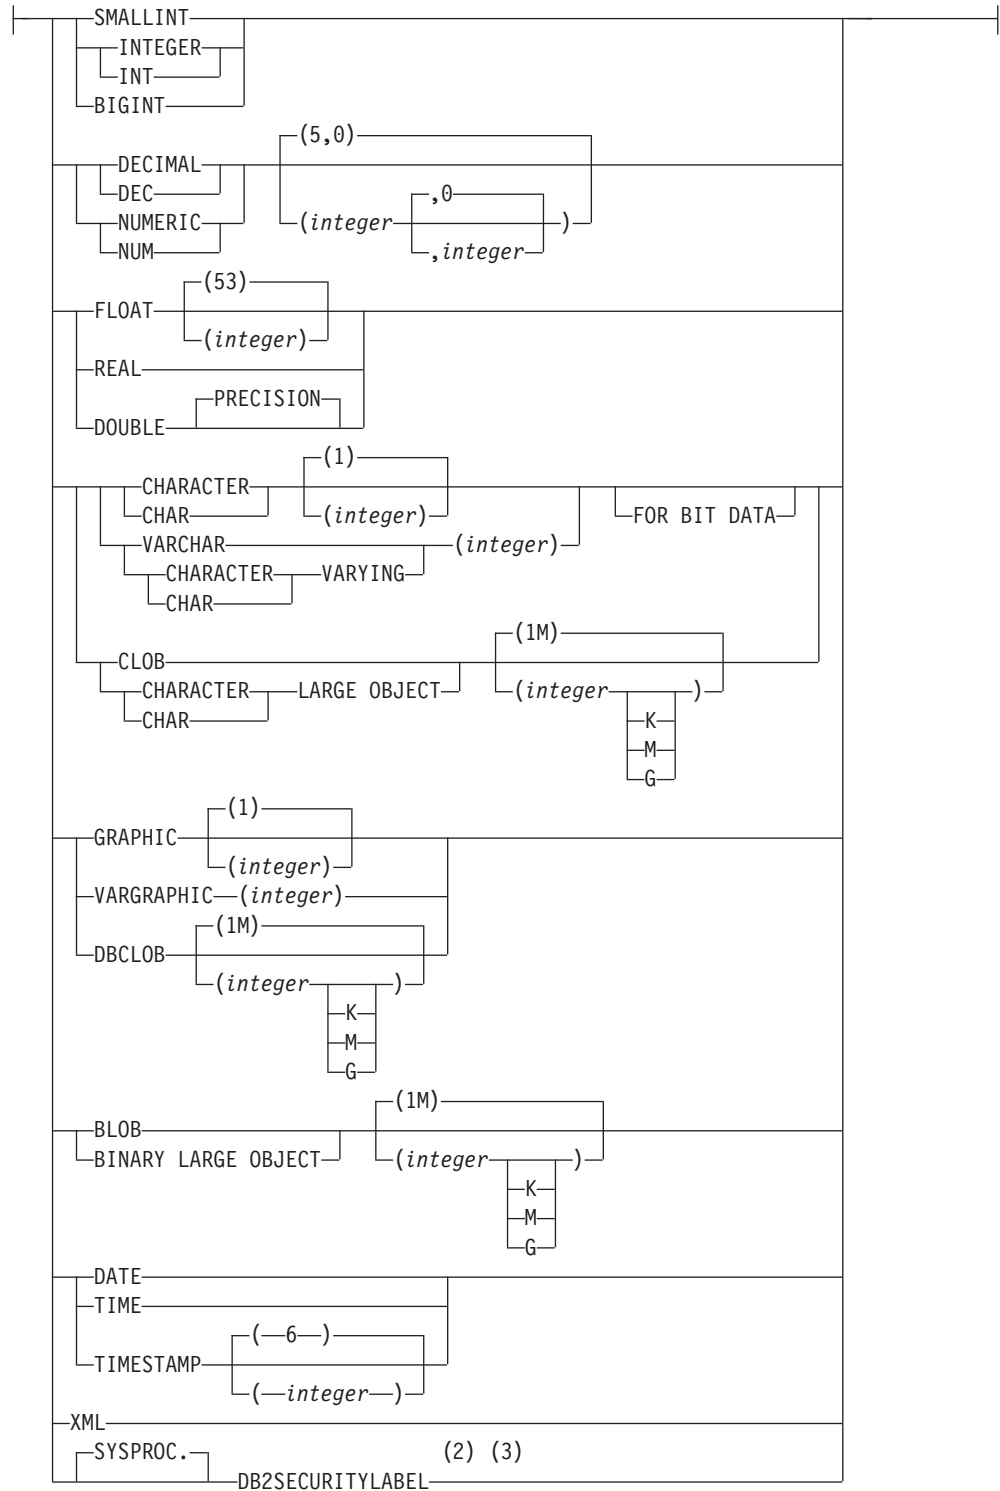 SMALLINT
INTEGER
INT
BIGINT
(5,0)
DECIMAL
DEC
,0
NUMERIC
(integer )
NUM
,integer
(53)
FLOAT
(integer)
REAL
PRECISION
DOUBLE
(1)
CHARACTER
CHAR
(integer)
FOR BIT DATA
VARCHAR
(integer)
CHARACTER
VARYING
CHAR
(1M)
CLOB
CHARACTER
LARGE OBJECT
(integer )
CHAR
K
M
G
(1)
GRAPHIC
(integer)
VARGRAPHIC
(integer)
(1M)
DBCLOB
(integer )
K
M
G
(1M)
BLOB
BINARY LARGE OBJECT
(integer )
K
M
G
DATE
TIME
( 6 )
TIMESTAMP
( integer )
XML
SYSPROC.
(2) (3)
DB2SECURITYLABEL